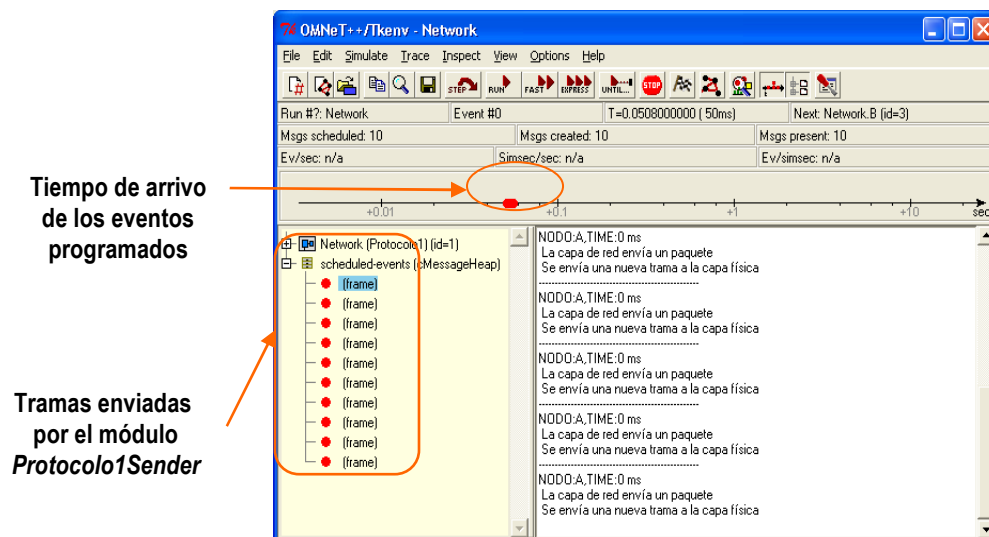 7% OMNeT++/Tkenv - Network
File Edit Simulate Trace Inspect View Options Help
STEP RUN FAST EXPRESS UNTIL... STOP
Run #?: Network Event #0 T=0.0508000000 ( 50ms) Next: Network.B (id=3)
Msgs scheduled: 10 Msgs created: 10 Msgs present: 10
Ev/sec: n/a Simsec/sec: n/a Ev/simsec: n/a
Tiempo de arrivo
de los eventos
programados
+0.01 +0.1 +1 +10 sec
Network (Protocolo1) (id=1)
scheduled-events (cMessageHeap)
(frame)
(frame)
(frame)
(frame)
(frame)
(frame)
(frame)
(frame)
(frame)
(frame)
NODO:A,TIME:0 ms
La capa de red envía un paquete
Se envía una nueva trama a la capa física
--------------------------------------------------
NODO:A,TIME:0 ms
La capa de red envía un paquete
Se envía una nueva trama a la capa física
--------------------------------------------------
NODO:A,TIME:0 ms
La capa de red envía un paquete
Se envía una nueva trama a la capa física
--------------------------------------------------
NODO:A,TIME:0 ms
La capa de red envía un paquete
Se envía una nueva trama a la capa física
--------------------------------------------------
NODO:A,TIME:0 ms
La capa de red envía un paquete
Se envía una nueva trama a la capa física
Tramas enviadas
por el módulo
Protocolo1Sender